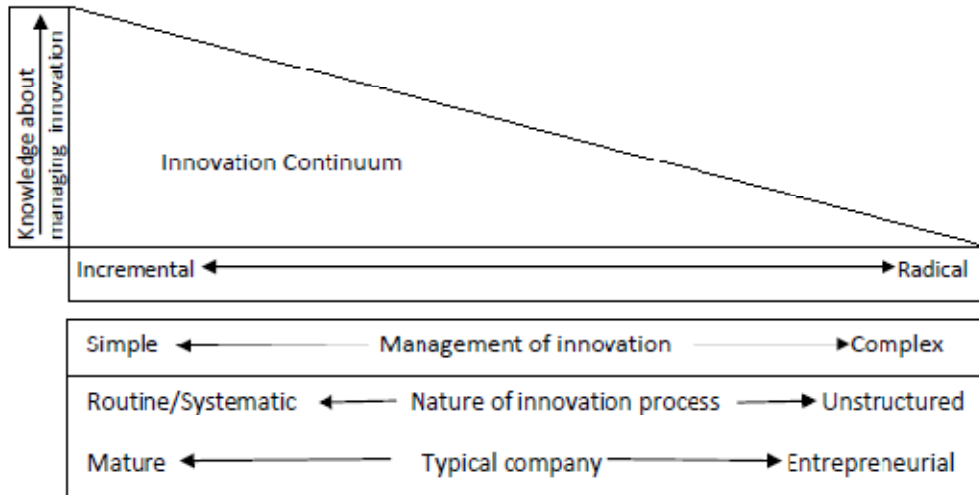 Knowledge about
managing innovation
Innovation Continuum
Incremental Radical
Simple Management of innovation Complex
Routine/Systematic Nature of innovation process Unstructured
Mature Typical company Entrepreneurial